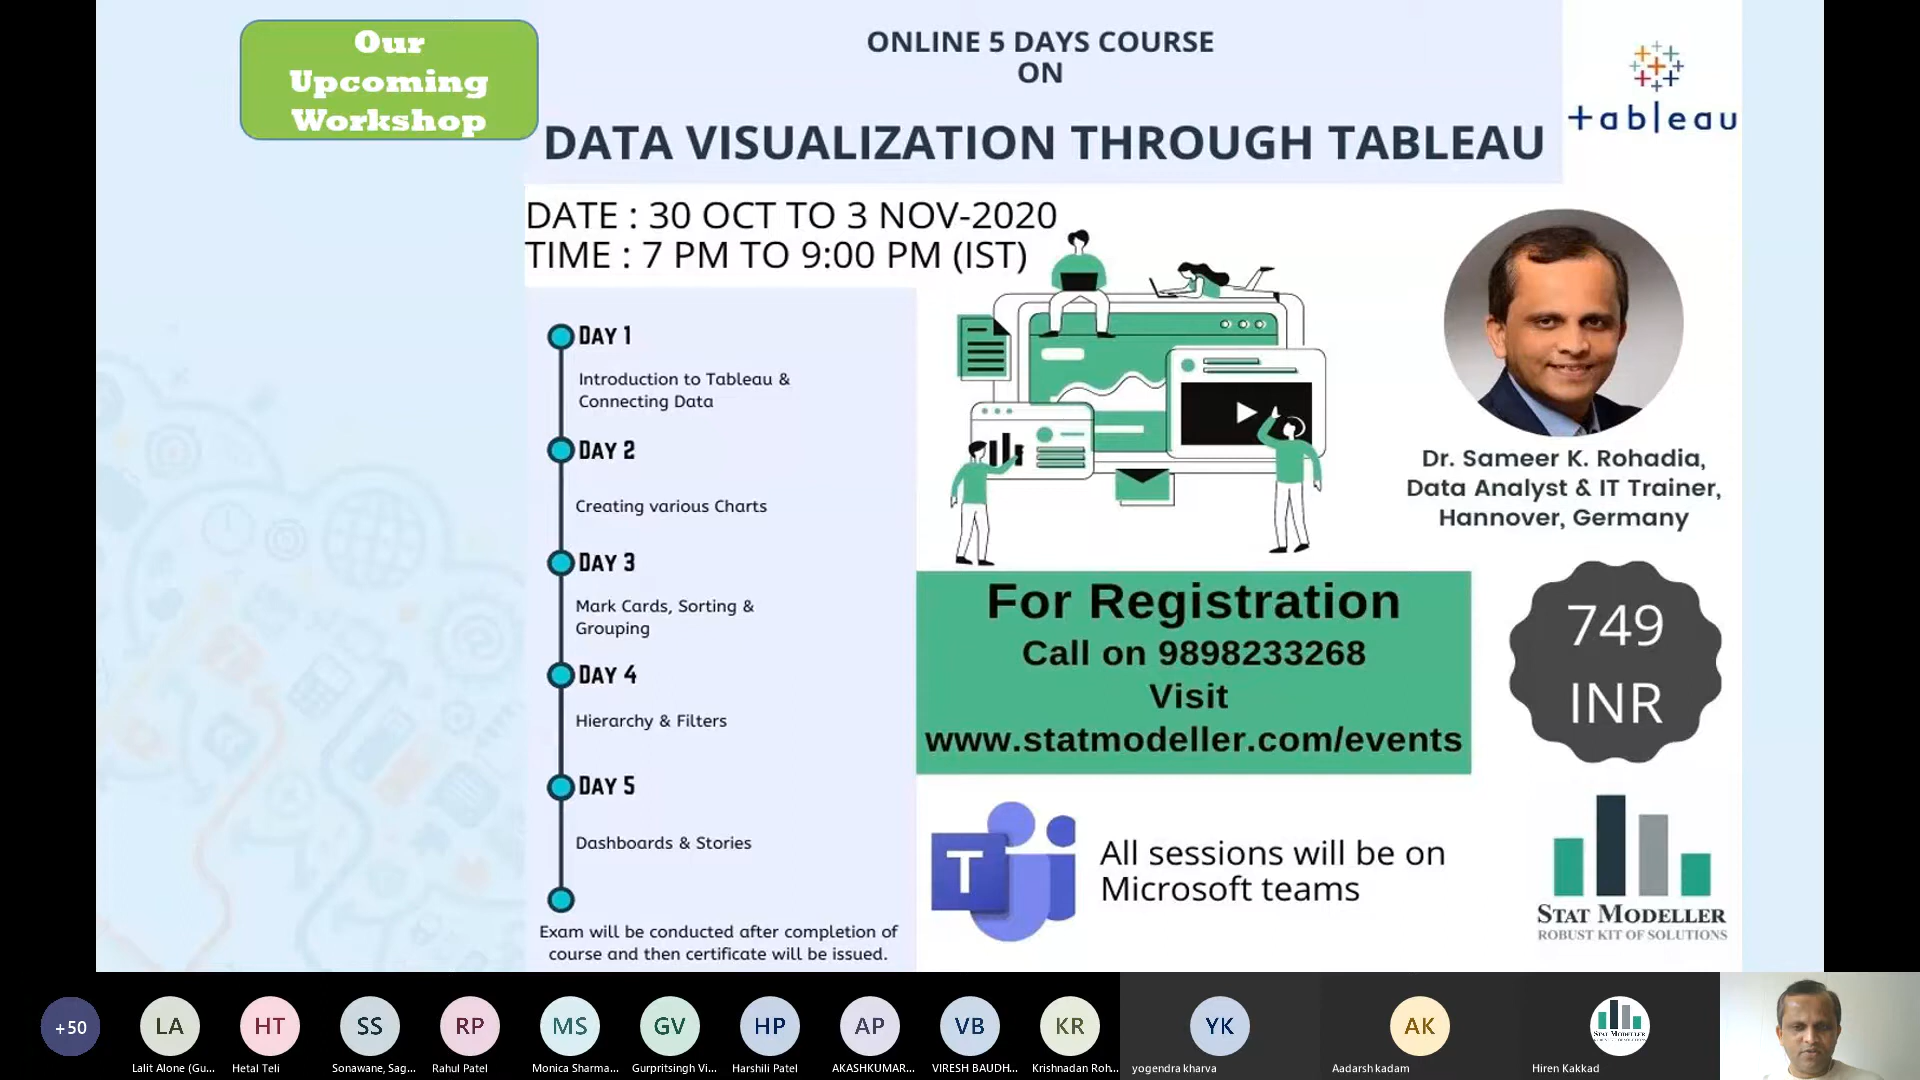 Our
Upcoming
Workshop
ONLINE 5 DAYS COURSE
ON
DATA VISUALIZATION THROUGH TABLEAU
+ableau
DATE : 30 OCT TO 3 NOV-2020
TIME : 7 PM TO 9:00 PM (IST)
DAY 1
Introduction to Tableau &
Connecting Data
DAY 2
Creating various Charts
DAY 3
Mark Cards, Sorting &
Grouping
DAY 4
Hierarchy & Filters
DAY 5
Dashboards & Stories
Exam will be conducted after completion of
course and then certificate will be issued.
Dr. Sameer K. Rohadia,
Data Analyst & IT Trainer,
Hannover, Germany
For Registration
Call on 9898233268
Visit
www.statmodeller.com/events
749
INR
T
All sessions will be on
Microsoft teams
STAT MODELLER
ROBUST KIT OF SOLUTIONS
+50
LA
HT
SS
RP
MS
GV
HP
AP
VB
KR
YK
AK
STAT MODELLER
Lalit Alone (Gu...
Hetal Teli
Sonawane, Sag...
Rahul Patel
Monica Sharma...
Gurpritsingh Vi...
Harshili Patel
AKASHKUMAR...
VIRESH BAUDH...
Krishnadan Roh...
yogendra kharva
Aadarsh kadam
Hiren Kakkad